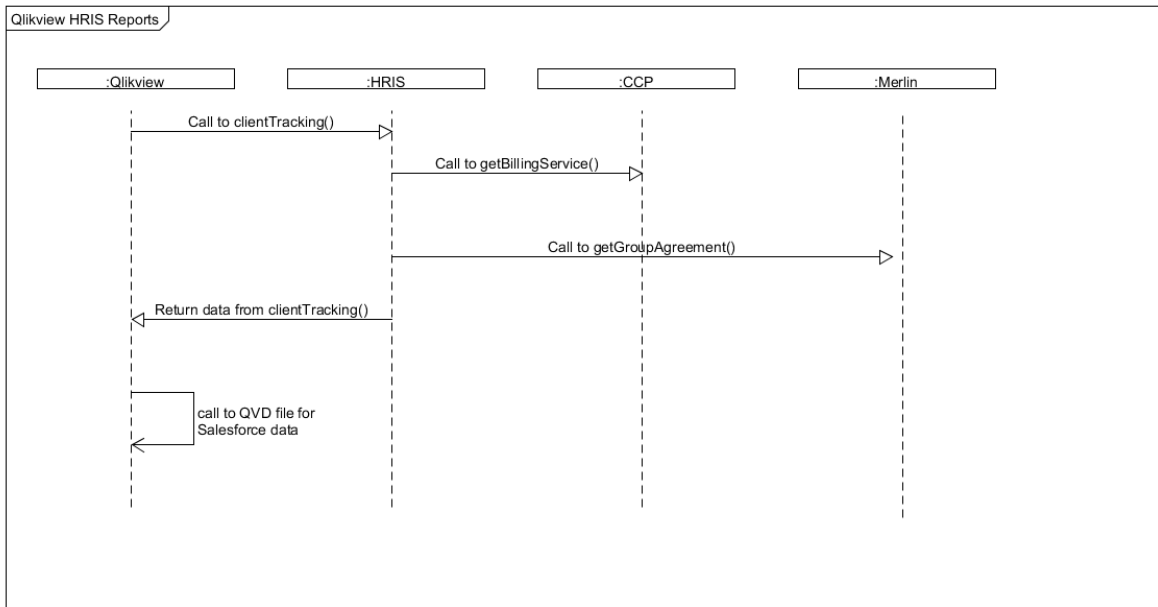 Qlikview HRIS Reports
:Qlikview
:HRIS
:CCP
:Merlin
Call to clientTracking()
Call to getBillingService()
Call to getGroupAgreement()
Return data from clientTracking()
call to QVD file for
Salesforce data